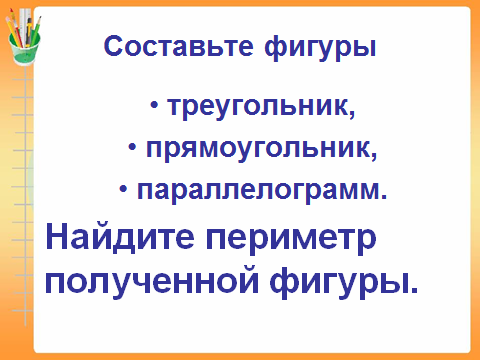 Составьте фигуры
• треугольник,
• прямоугольник,
• параллелограмм.
Найдите периметр
полученной фигуры.